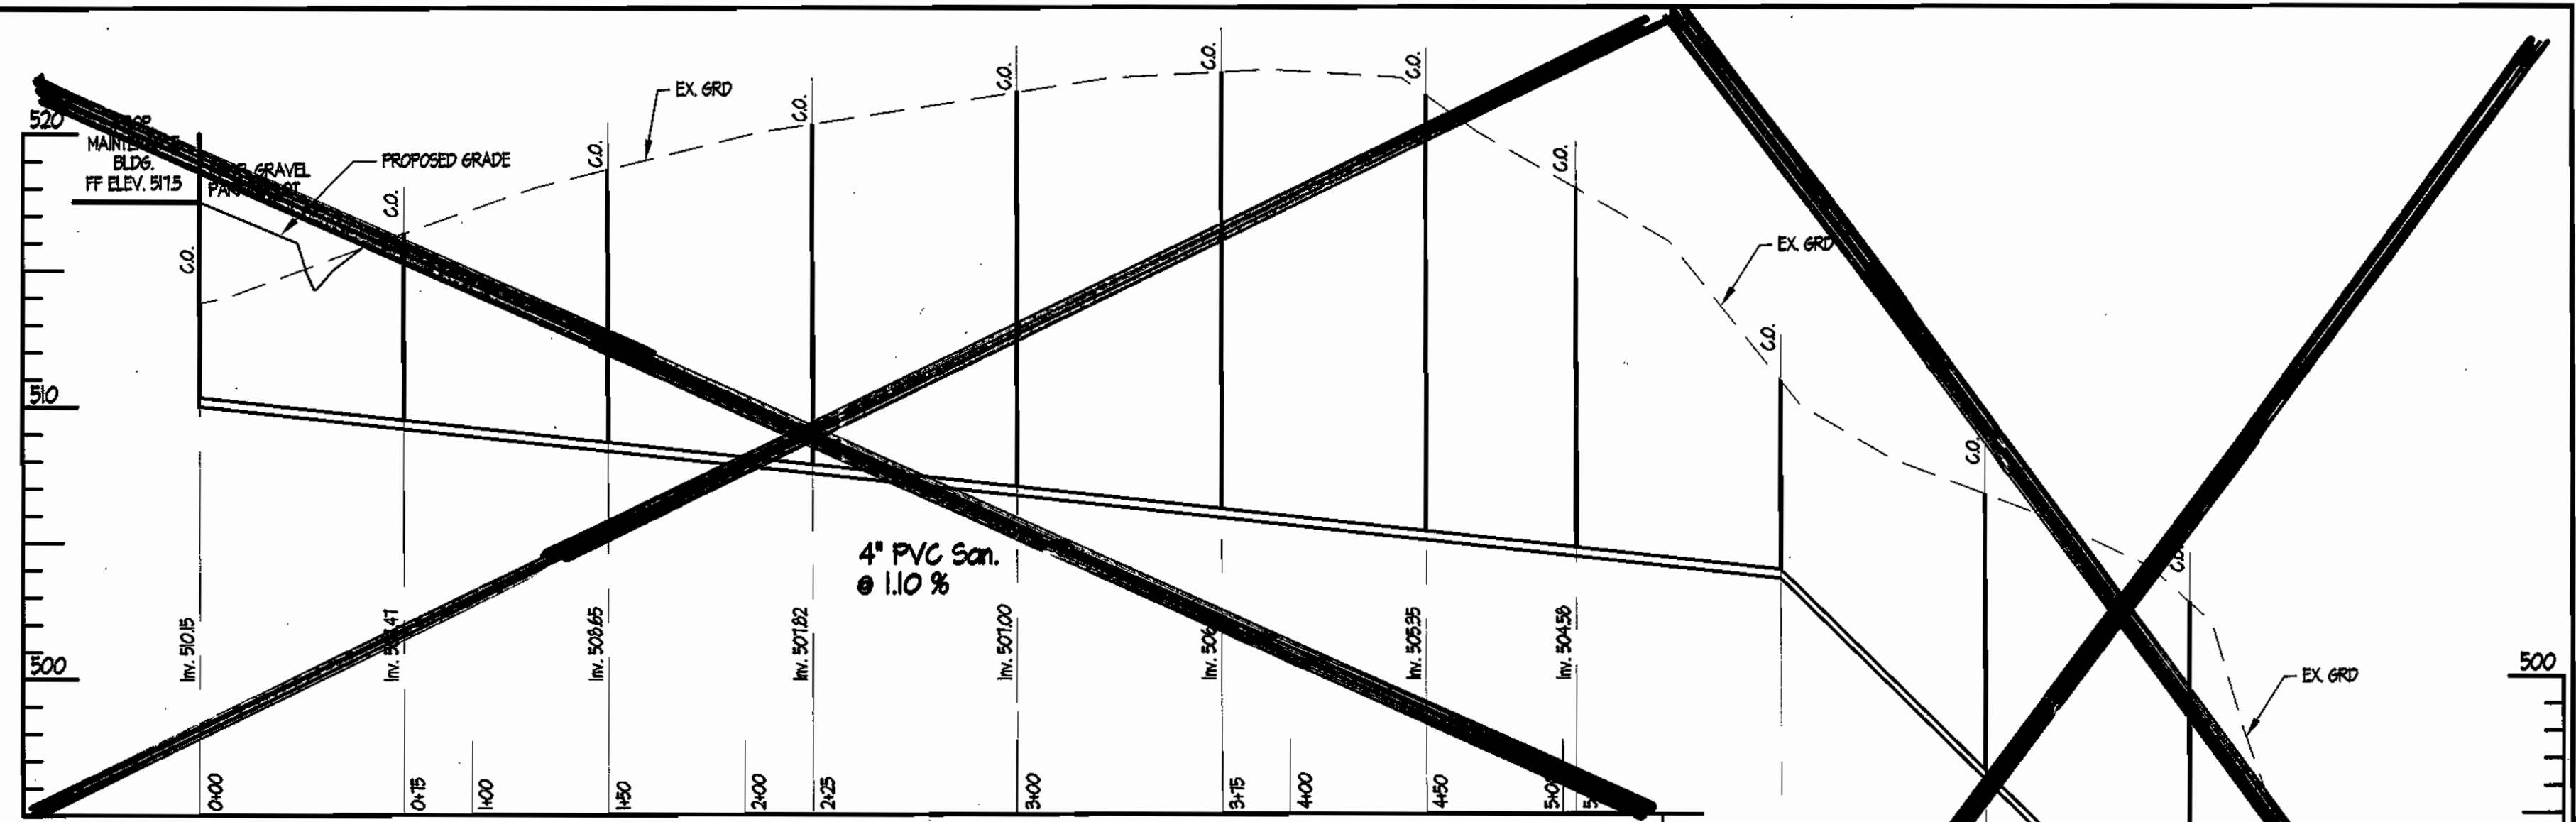 C.O.
C.O.
C.O.
C.O.
EX. GRD
C.O.
520
MAINTENANCE
BLDG.
FF ELEV. 517.5
GRAVEL
PROPOSED GRADE
C.O.
C.O.
C.O.
C.O.
EX. GRD
C.O.
510
C.O.
4" PVC San.
@ 1.10 %
C.O.
Inv. 510.15
Inv.
Inv. 508.65
Inv. 507.82
Inv. 507.00
Inv.
Inv. 505.35
Inv. 504.58
500
500
EX. GRD
0+00
0+75
1+00
1+50
2+00
2+25
3+00
3+75
4+00
4+50